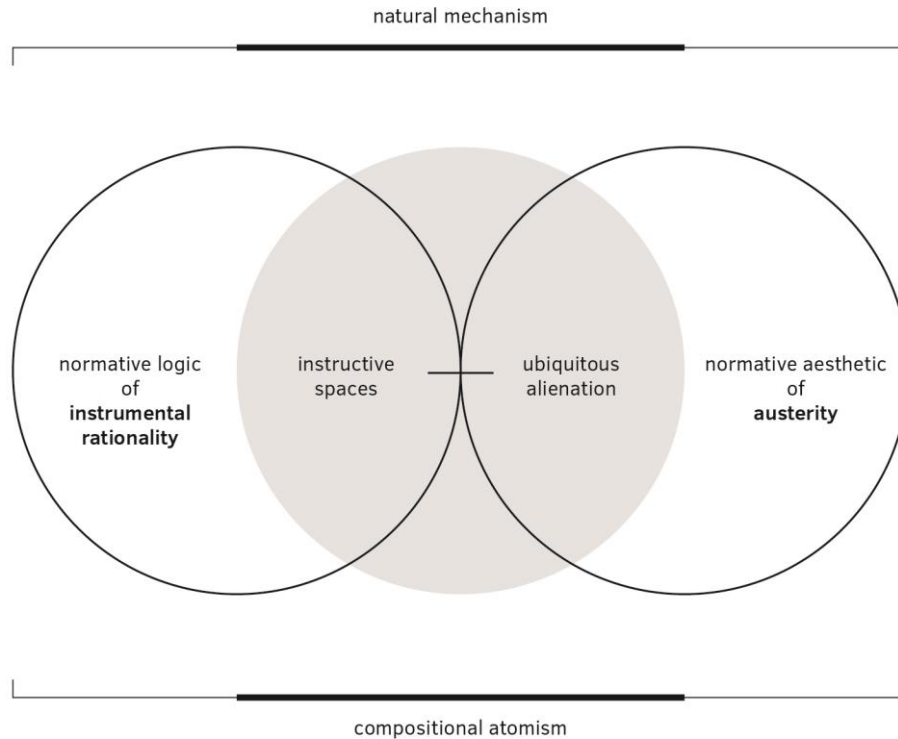 natural mechanism
normative logic
of
instrumental
rationality
instructive
spaces
ubiquitous
alienation
normative aesthetic
of
austerity
compositional atomism